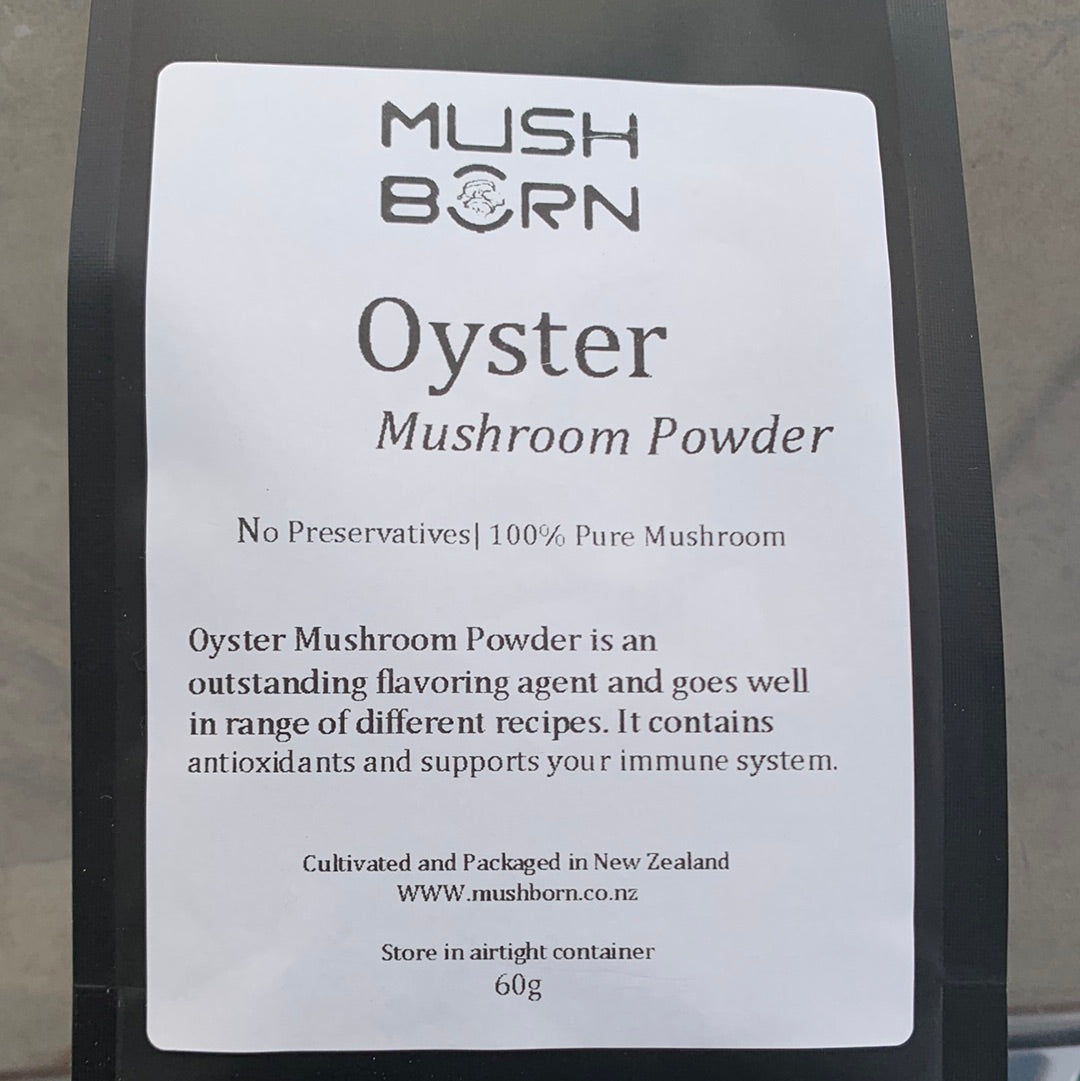 MUSH
BORN
Oyster
Mushroom Powder
No Preservatives| 100% Pure Mushroom
Oyster Mushroom Powder is an
outstanding flavoring agent and goes well
in range of different recipes. It contains
antioxidants and supports your immune system.
Cultivated and Packaged in New Zealand
WWW.mushborn.co.nz
Store in airtight container
60g